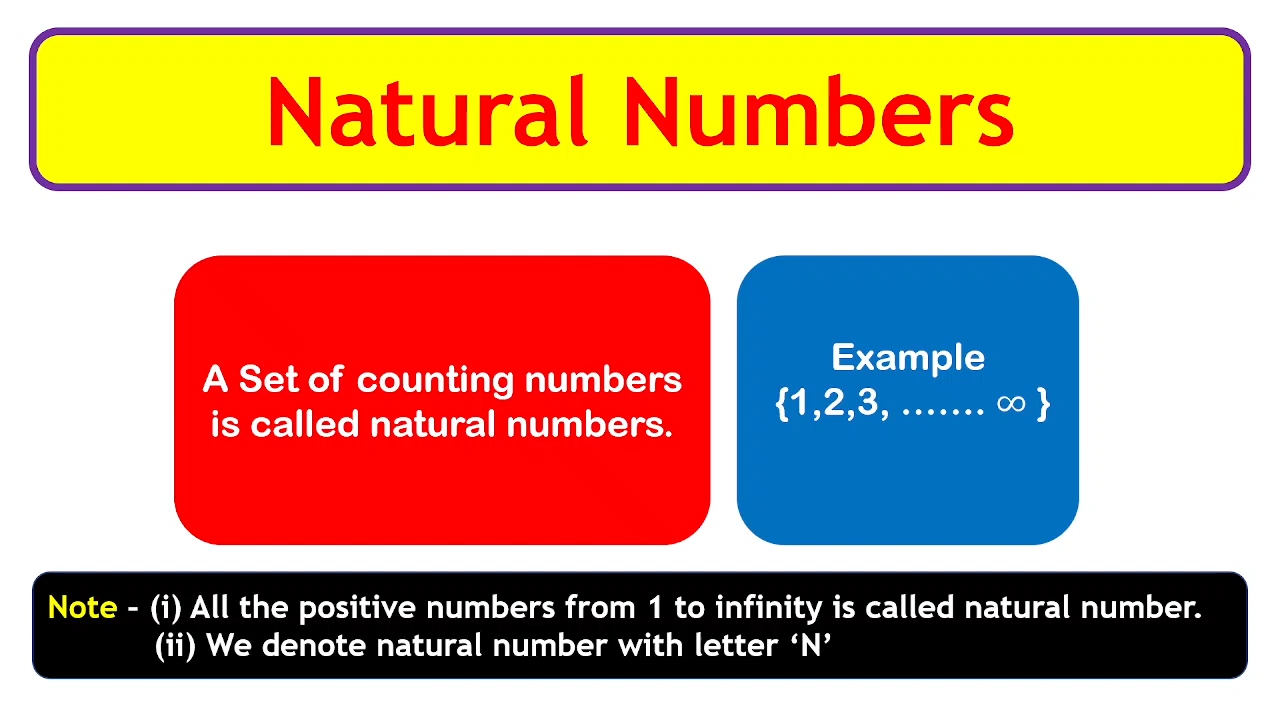 Natural Numbers
A Set of counting numbers
is called natural numbers.
Example
{1,2,3, ....... ∞ }
Note – (i) All the positive numbers from 1 to infinity is called natural number.
(ii) We denote natural number with letter ‘N’